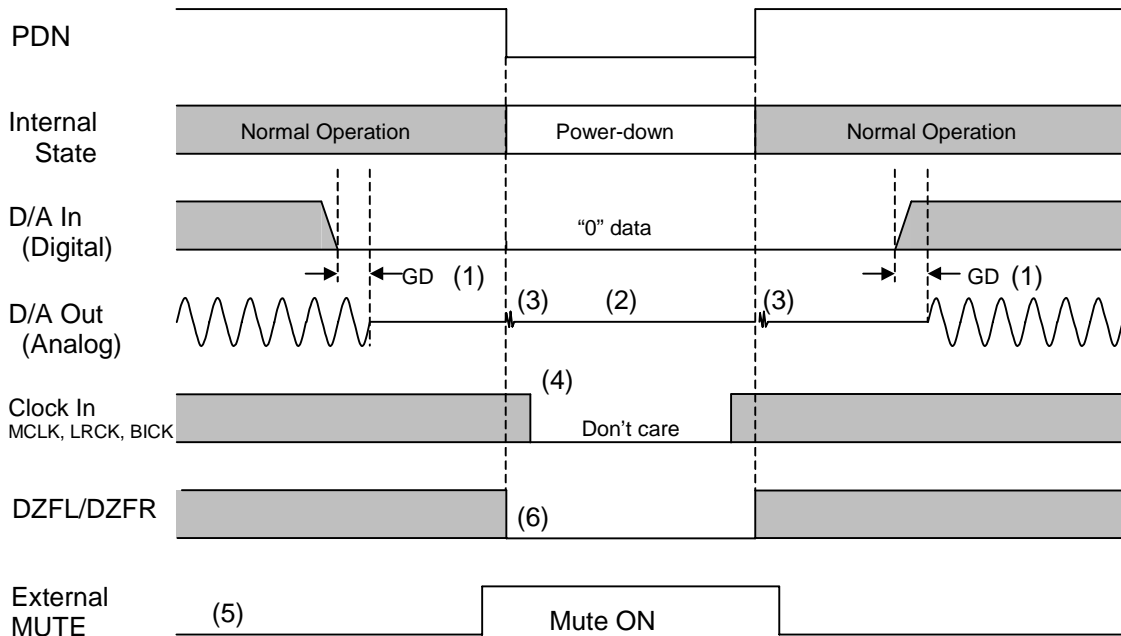 PDN
Internal
State
Normal Operation
Power-down
Normal Operation
D/A In
(Digital)
“0” data
GD (1)
GD (1)
D/A Out
(Analog)
(3)
(2)
(3)
Clock In
MCLK, LRCK, BICK
(4)
Don’t care
DZFL/DZFR
(6)
External
MUTE
(5)
Mute ON